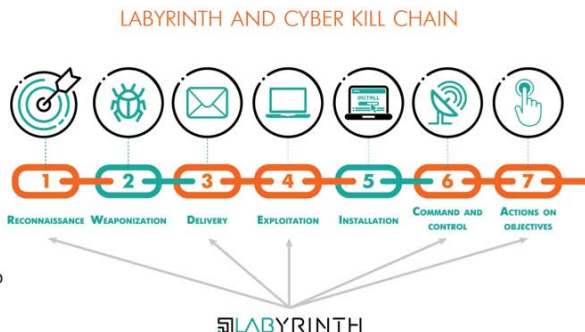 LABYRINTH AND CYBER KILL CHAIN
INSTALL
1 2 3 4 5 6 7
RECONNAISSANCE WEAPONIZATION DELIVERY EXPLOITATION INSTALLATION COMMAND AND CONTROL ACTIONS ON OBJECTIVES
LABYRINTH